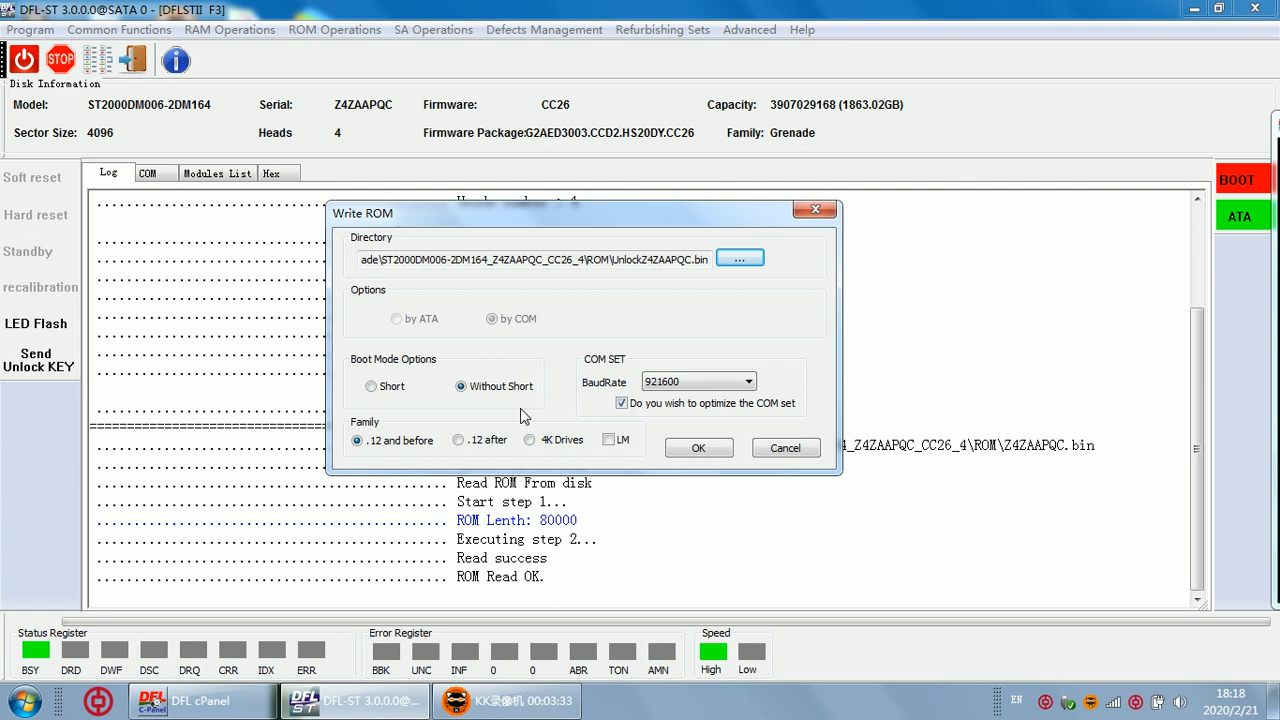 DFL-ST 3.0.0.0@SATA 0 - [DFLSTII F3]
Program Common Functions RAM Operations ROM Operations SA Operations Defects Management Refurbishing Sets Advanced Help
STOP
Disk Information
Model: ST2000DM006-2DM164 Serial: Z4ZAAPQC Firmware: CC26 Capacity: 3907029168 (1863.02GB)
Sector Size: 4096 Heads 4 Firmware Package:G2AED3003.CCD2.HS20DY.CC26 Family: Grenade
Log COM Modules List Hex
Soft reset
Hard reset
Standby
recalibration
LED Flash
Send
Unlock KEY
BOOT
ATA
Write ROM
Directory
ade\ST2000DM006-2DM164_Z4ZAAPQC_CC26_4\ROM\UnlockZ4ZAAPQC.bin ...
Options
by ATA by COM
Boot Mode Options
Short Without Short
COM SET
BaudRate 921600
Do you wish to optimize the COM set
Family
.12 and before .12 after 4K Drives LM
OK Cancel
4_Z4ZAAPQC_CC26_4\ROM\Z4ZAAPQC.bin
Read ROM From disk
Start step 1...
ROM Lenth: 80000
Executing step 2...
Read success
ROM Read OK.
Status Register Error Register Speed
BSY DRD DWF DSC DRQ CRR IDX ERR BBK UNC INF 0 0 ABR TON AMN High Low
DFL C-Panel DFL cPanel DFL ST DFL-ST 3.0.0.0@... KK录像机 00:03:33 EN
18:18
2020/2/21